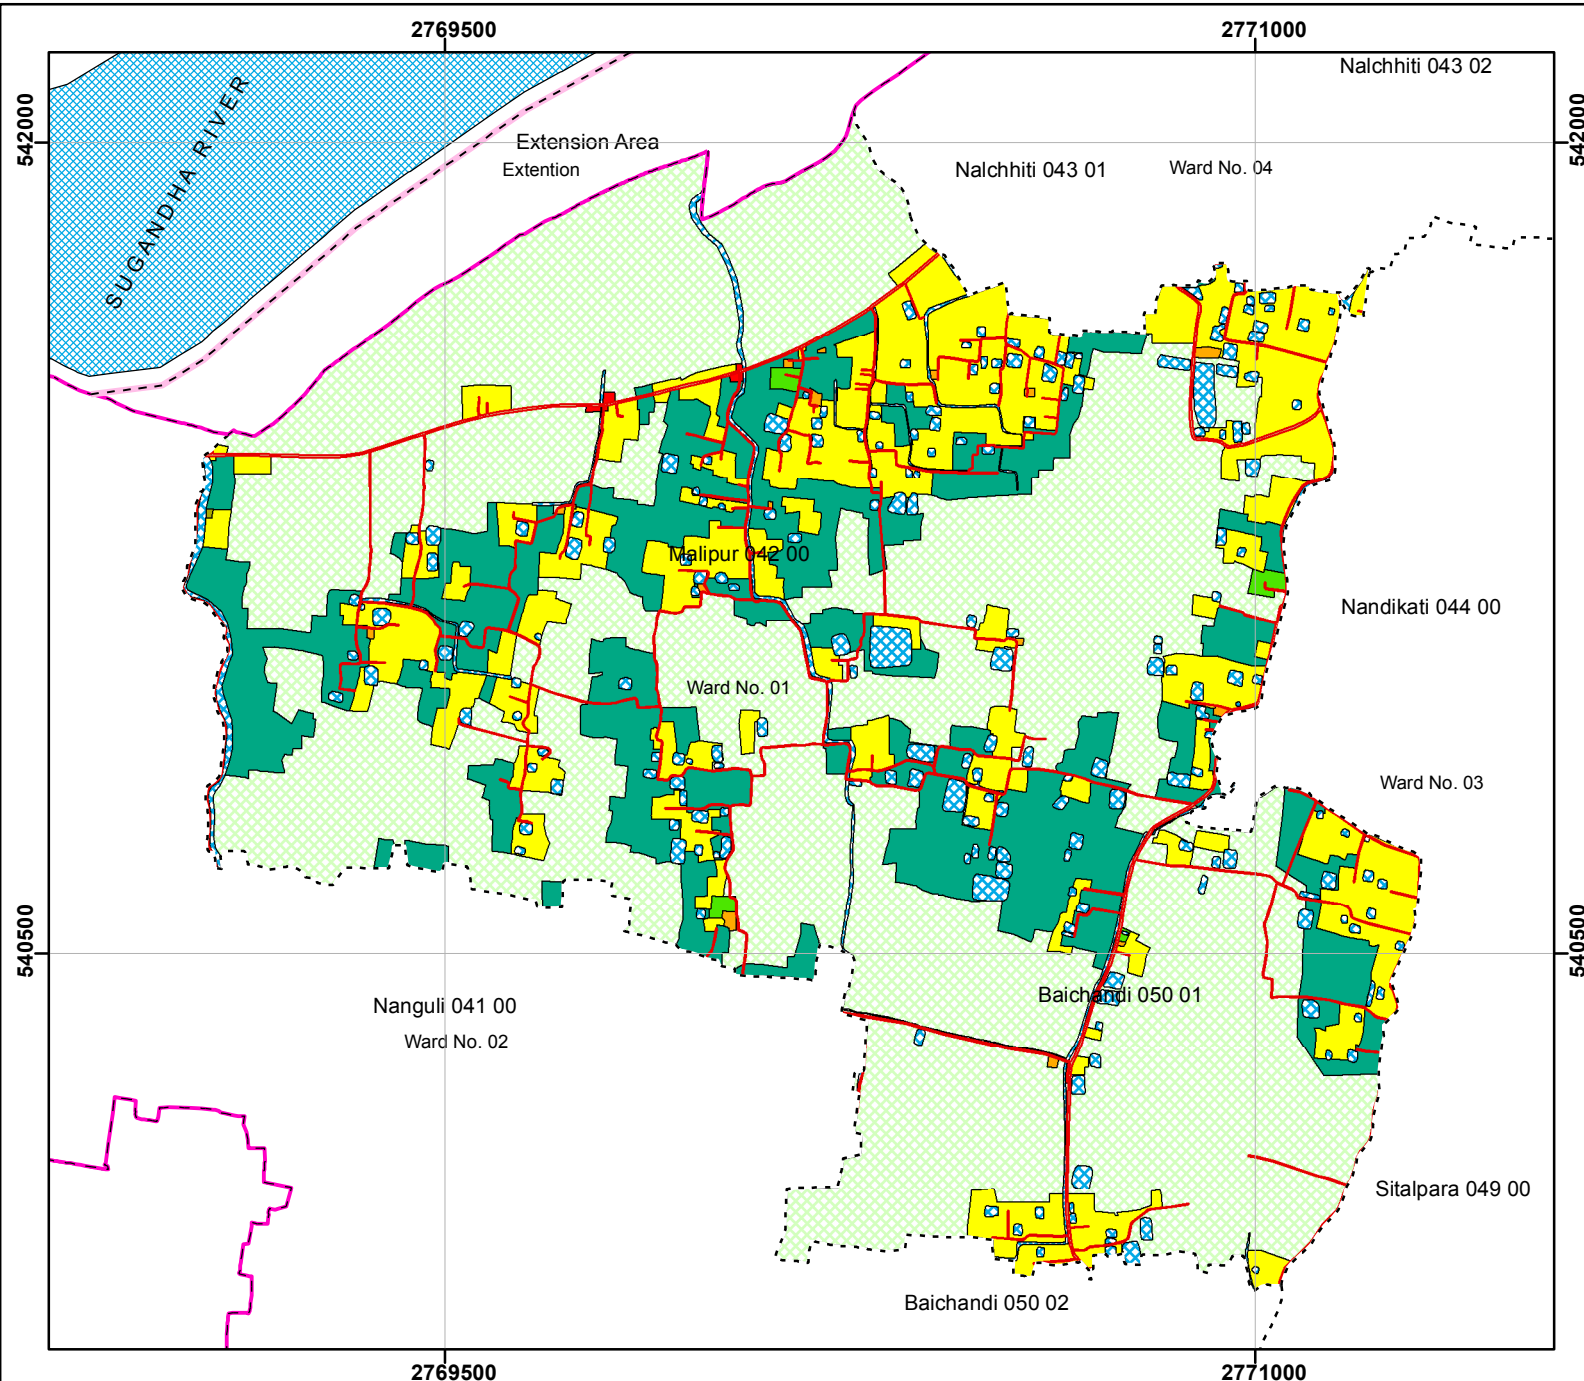 2769500
2771000
Nalchhiti 043 02
542000
542000
SUGANDHA RIVER
Extension Area
Extention
Nalchhiti 043 01
Ward No. 04
Malipur 042 00
Nandikati 044 00
Ward No. 01
Ward No. 03
540500
540500
Baichandi 050 01
Nanguli 041 00
Ward No. 02
Sitalpara 049 00
Baichandi 050 02
2769500
2771000